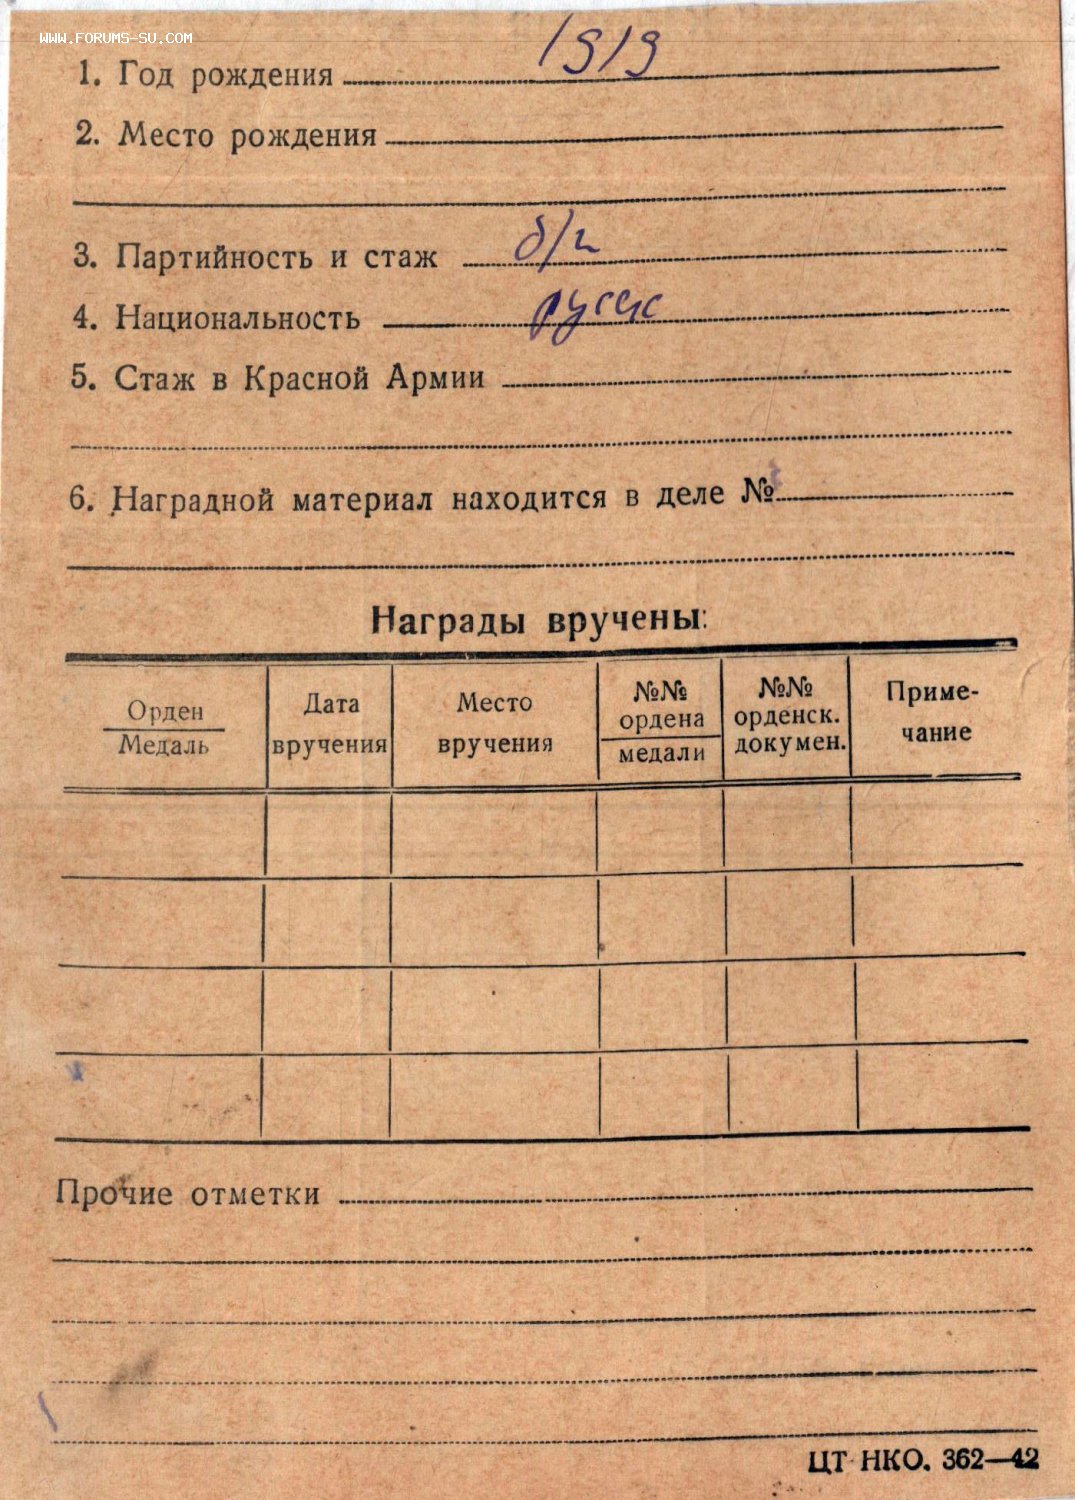 WWW.FORUMS-SU.COM
1. Год рождения 1919
2. Место рождения
3. Партийность и стаж б/п
4. Национальность
5. Стаж в Красной Армии
6. Наградной материал находится в деле №
Награды вручены:
Орден
Медаль
Дата
вручения
Место
вручения
№№
ордена
медали
№№
орденск.
докумен.
Приме-
чание
Прочие отметки
ЦТ НКО. 362—42